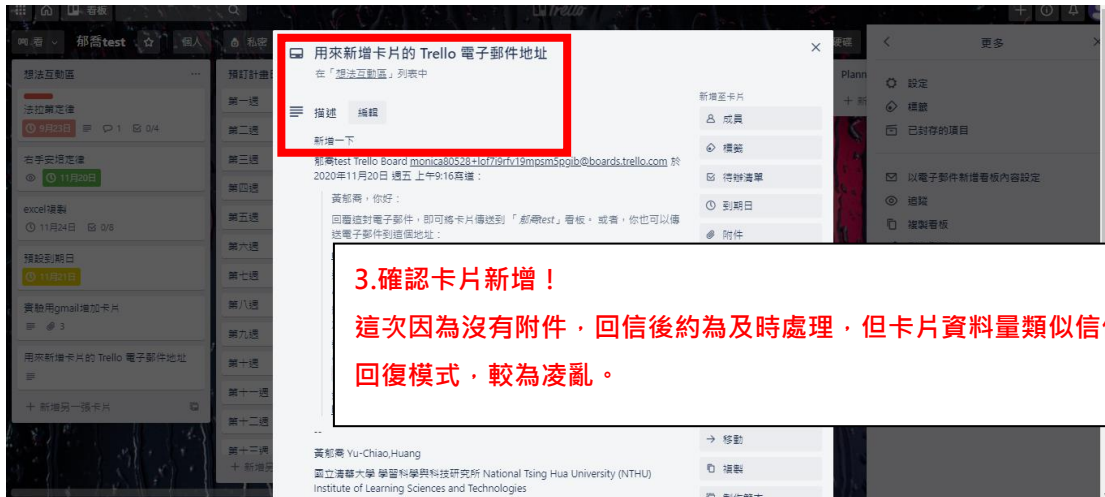 看板
Trello
郁喬test
個人
私密
想法互動區
法拉第定律
9月23日 1 0/4
右手安培定律
11月20日
excel複製
11月24日 0/8
預設到期日
11月21日
實驗用gmail增加卡片
3
用來新增卡片的 Trello 電子郵件地址
+ 新增另一張卡片
第一週
第二週
第三週
第四週
第五週
第六週
第七週
第八週
第九週
第十週
第十一週
第十二週
第十三週
用來新增卡片的 Trello 電子郵件地址
在「想法互動區」列表中
描述 編輯
新增一下
郁喬test Trello Board monica80528+lof7i9rfv19mpsm5pgib@boards.trello.com 於
2020年11月20日 週五 上午9:16寫道：
黃郁喬，你好：
回覆這封電子郵件，即可將卡片傳送到 「 郁喬test」看板。 或者，你也可以傳
送電子郵件到這個地址：
--
黃郁喬 Yu-Chiao,Huang
國立清華大學 學習科學與科技研究所 National Tsing Hua University (NTHU)
Institute of Learning Sciences and Technologies
新增至卡片
成員
標籤
待辦清單
到期日
附件
移動
複製
3.確認卡片新增！
這次因為沒有附件，回信後約為及時處理，但卡片資料量類似信
回復模式，較為凌亂。
Plann
更多
設定
標籤
已封存的項目
以電子郵件新增看板內容設定
追蹤
複製看板